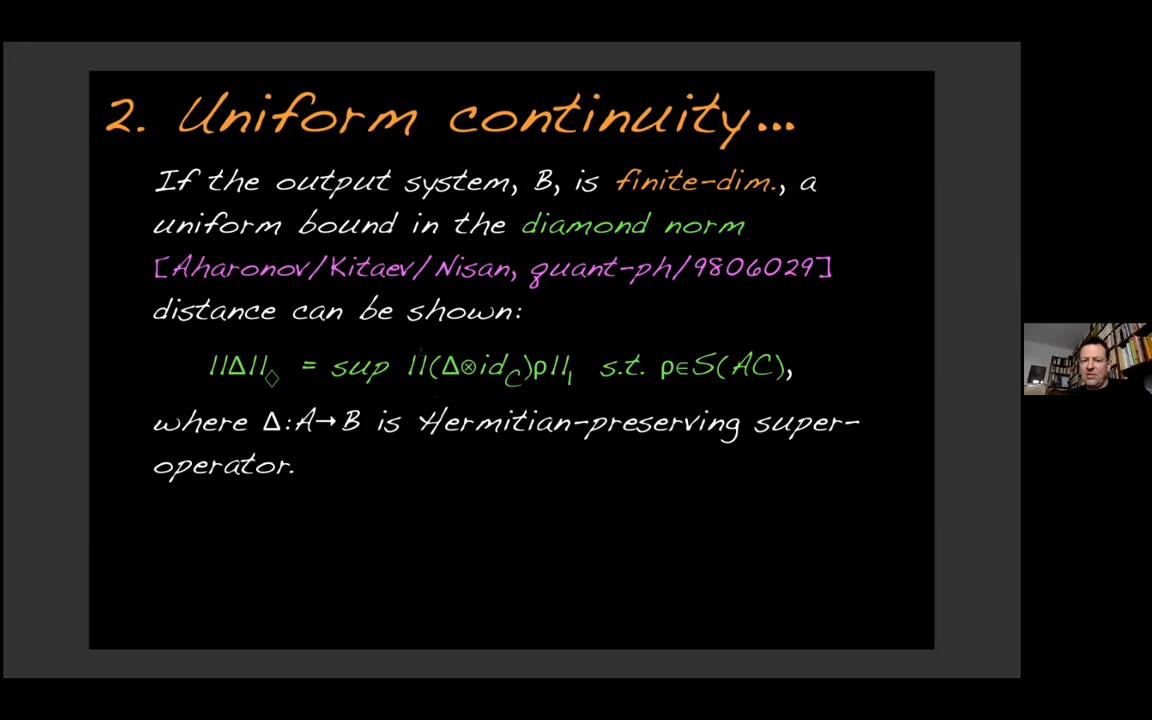 2. Uniform continuity...
If the output system, B, is finite-dim., a
uniform bound in the diamond norm
[Aharonov/Kitaev/Nisan, quant-ph/9806029]
distance can be shown:
||Δ||◇ = sup ||(Δ⊗id_C)ρ||₁ s.t. ρ∈S(AC),
where Δ:A→B is Hermitian-preserving super-
operator.